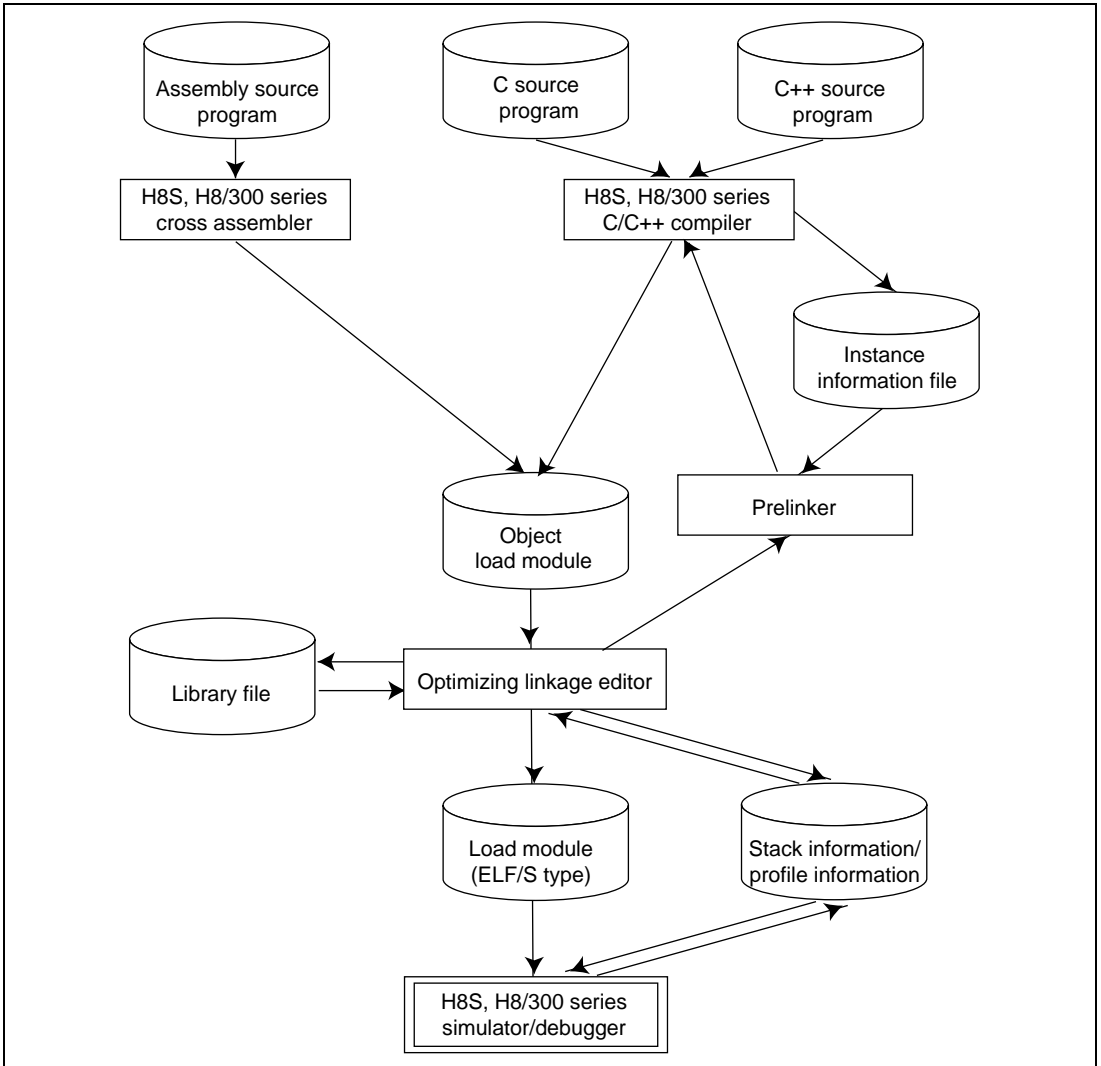 Assembly source
program
C source
program
C++ source
program
H8S, H8/300 series
cross assembler
H8S, H8/300 series
C/C++ compiler
Instance
information file
Prelinker
Object
load module
Library file
Optimizing linkage editor
Load module
(ELF/S type)
Stack information/
profile information
H8S, H8/300 series
simulator/debugger